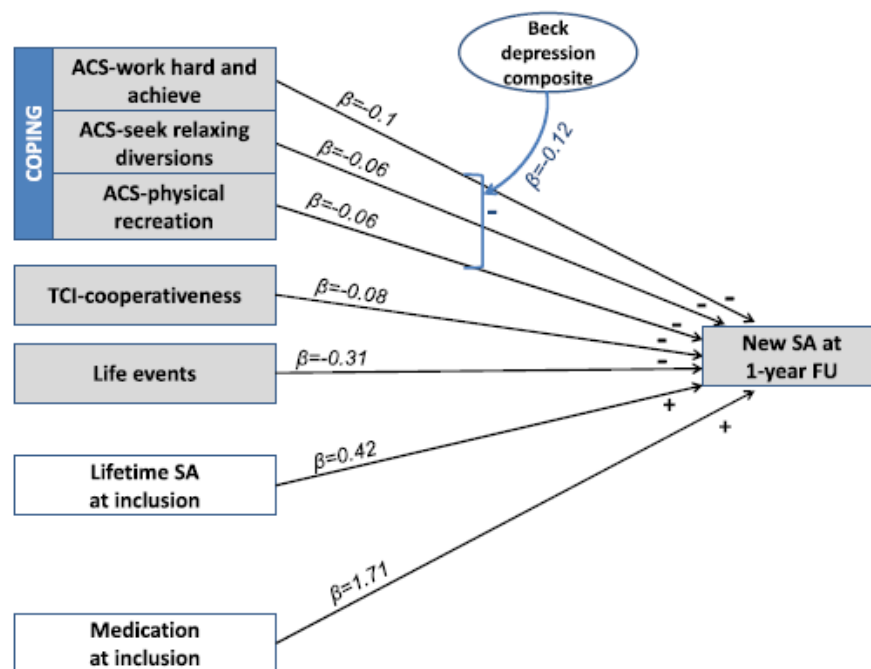 Beck
depression
composite
COPING
ACS-work hard and
achieve
ACS-seek relaxing
diversions
ACS-physical
recreation
β=-0.1
β=-0.06
β=-0.06
β=-0.12
-
TCI-cooperativeness
β=-0.08
Life events
β=-0.31
Lifetime SA
at inclusion
β=0.42
Medication
at inclusion
β=1.71
-
-
-
-
-
+
+
New SA at
1-year FU